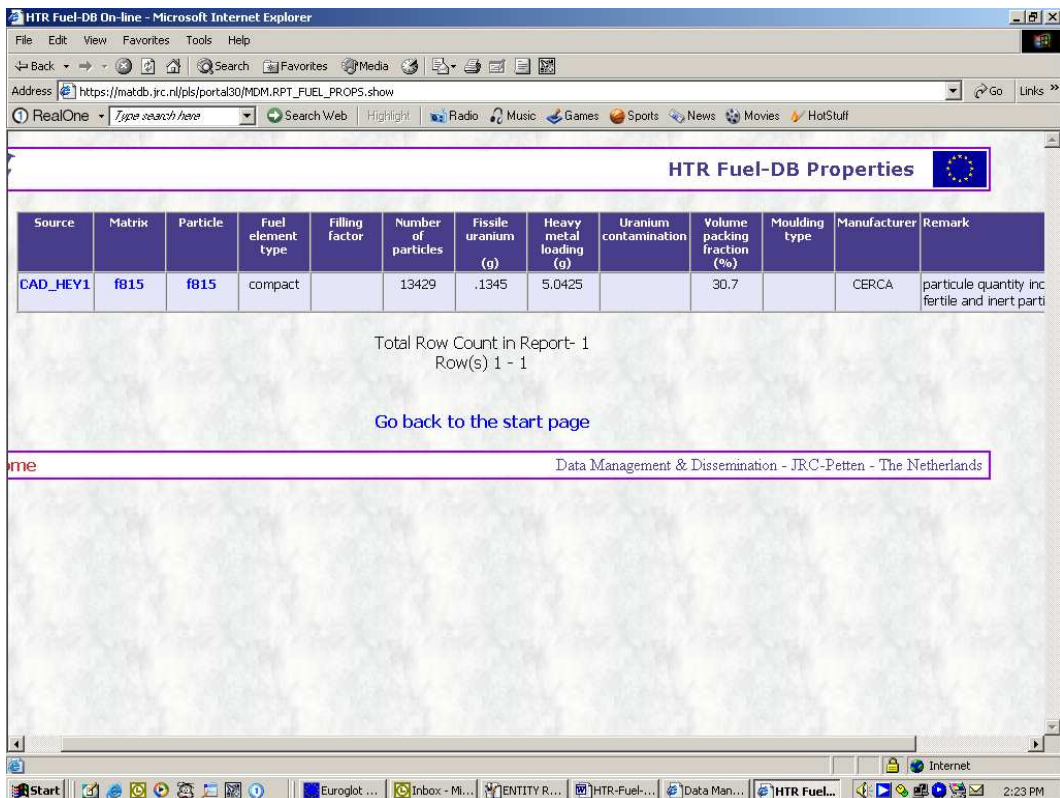 HTR Fuel-DB On-line - Microsoft Internet Explorer
File Edit View Favorites Tools Help
Back Search Favorites Media
Address https://matdb.jrc.nl/pls/portal30/MDM.RPT_FUEL_PROPS.show Go Links »
RealOne Type search here Search Web Highlight Radio Music Games Sports News Movies HotStuff
HTR Fuel-DB Properties
Source Matrix Particle Fuel element type Filling factor Number of particles Fissile uranium (g) Heavy metal loading (g) Uranium contamination Volume packing fraction (%) Moulding type Manufacturer Remark
CAD_HEY1 f815 f815 compact 13429 .1345 5.0425 30.7 CERCA particule quantity inc
fertile and inert parti
Total Row Count in Report- 1
Row(s) 1 - 1
Go back to the start page
ome Data Management & Dissemination - JRC-Petten - The Netherlands
Internet
Start Euroglot ... Inbox - Mi... ENTITY R... HTR-Fuel-... Data Man... HTR Fuel... 2:23 PM